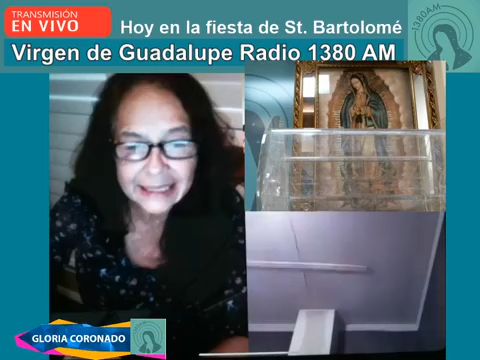 TRANSMISIÓN
EN VIVO
Hoy en la fiesta de St. Bartolomé
Virgen de Guadalupe Radio 1380 AM
1380AM
GLORIA CORONADO